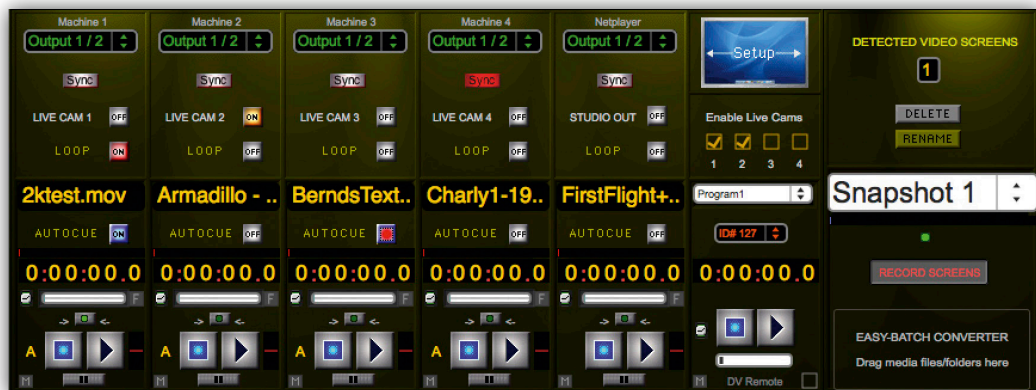 Machine 1
Machine 2
Machine 3
Machine 4
Netplayer
Output 1 / 2
Output 1 / 2
Output 1 / 2
Output 1 / 2
Output 1 / 2
Setup
DETECTED VIDEO SCREENS
1
Sync
Sync
Sync
Sync
Sync
LIVE CAM 1 OFF
LIVE CAM 2 ON
LIVE CAM 3 OFF
LIVE CAM 4 OFF
STUDIO OUT OFF
Enable Live Cams
DELETE
RENAME
LOOP ON
LOOP OFF
LOOP OFF
LOOP OFF
LOOP OFF
1 2 3 4
2ktest.mov
Armadillo - ..
BerndsText..
Charly1-19..
FirstFlight+..
Program1
Snapshot 1
AUTOCUE ON
AUTOCUE OFF
AUTOCUE
AUTOCUE OFF
AUTOCUE OFF
ID# 127
0:00:00.0
0:00:00.0
0:00:00.0
0:00:00.0
0:00:00.0
0:00:00.0
RECORD SCREENS
F
F
F
F
F
-> <-
-> <-
-> <-
-> <-
-> <-
A
A
A
A
A
EASY-BATCH CONVERTER
Drag media files/folders here
M
M
M
M
M
M
DV Remote